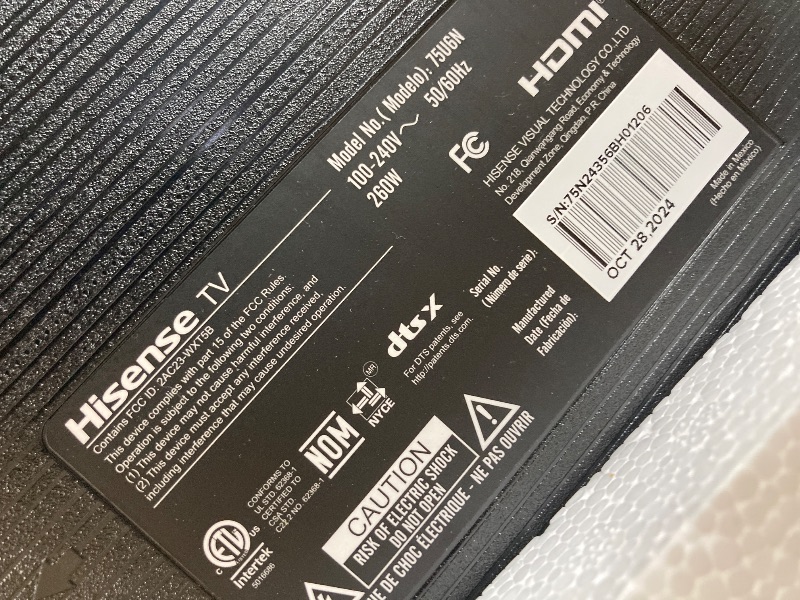 Hisense TV
Contains FCC ID: 2AC23-WXT5B
This device complies with part 15 of the FCC Rules.
Operation is subject to the following two conditions:
(1) This device may not cause harmful interference, and
(2) This device must accept any interference received,
including interference that may cause undesired operation.
Model No.( Modelo): 75U6N
100-240V～ 50/60Hz
260W
FC
HDMI
HISENSE VISUAL TECHNOLOGY CO.,LTD.
No. 218, Qianwangang Road, Economy & Technology
Development Zone, Qingdao, P.R. China
c ETL us
Intertek
5016686
CONFORMS TO
UL STD. 62368-1
CERTIFIED TO
CSA STD.
C22.2 NO. 62368-1
NOM
NYCE
MR
dts x
For DTS patents, see
http://patents.dts.com.
Serial No.
(Número de serie):
S/N:75N24356BH01206
Manufactured
Date (Fecha de
Fabricación):
OCT 28,2024
Made in Mexico
(Hecho en México)
CAUTION
RISK OF ELECTRIC SHOCK
DO NOT OPEN
DE CHOC ÉLECTRIQUE - NE PAS OUVRIR